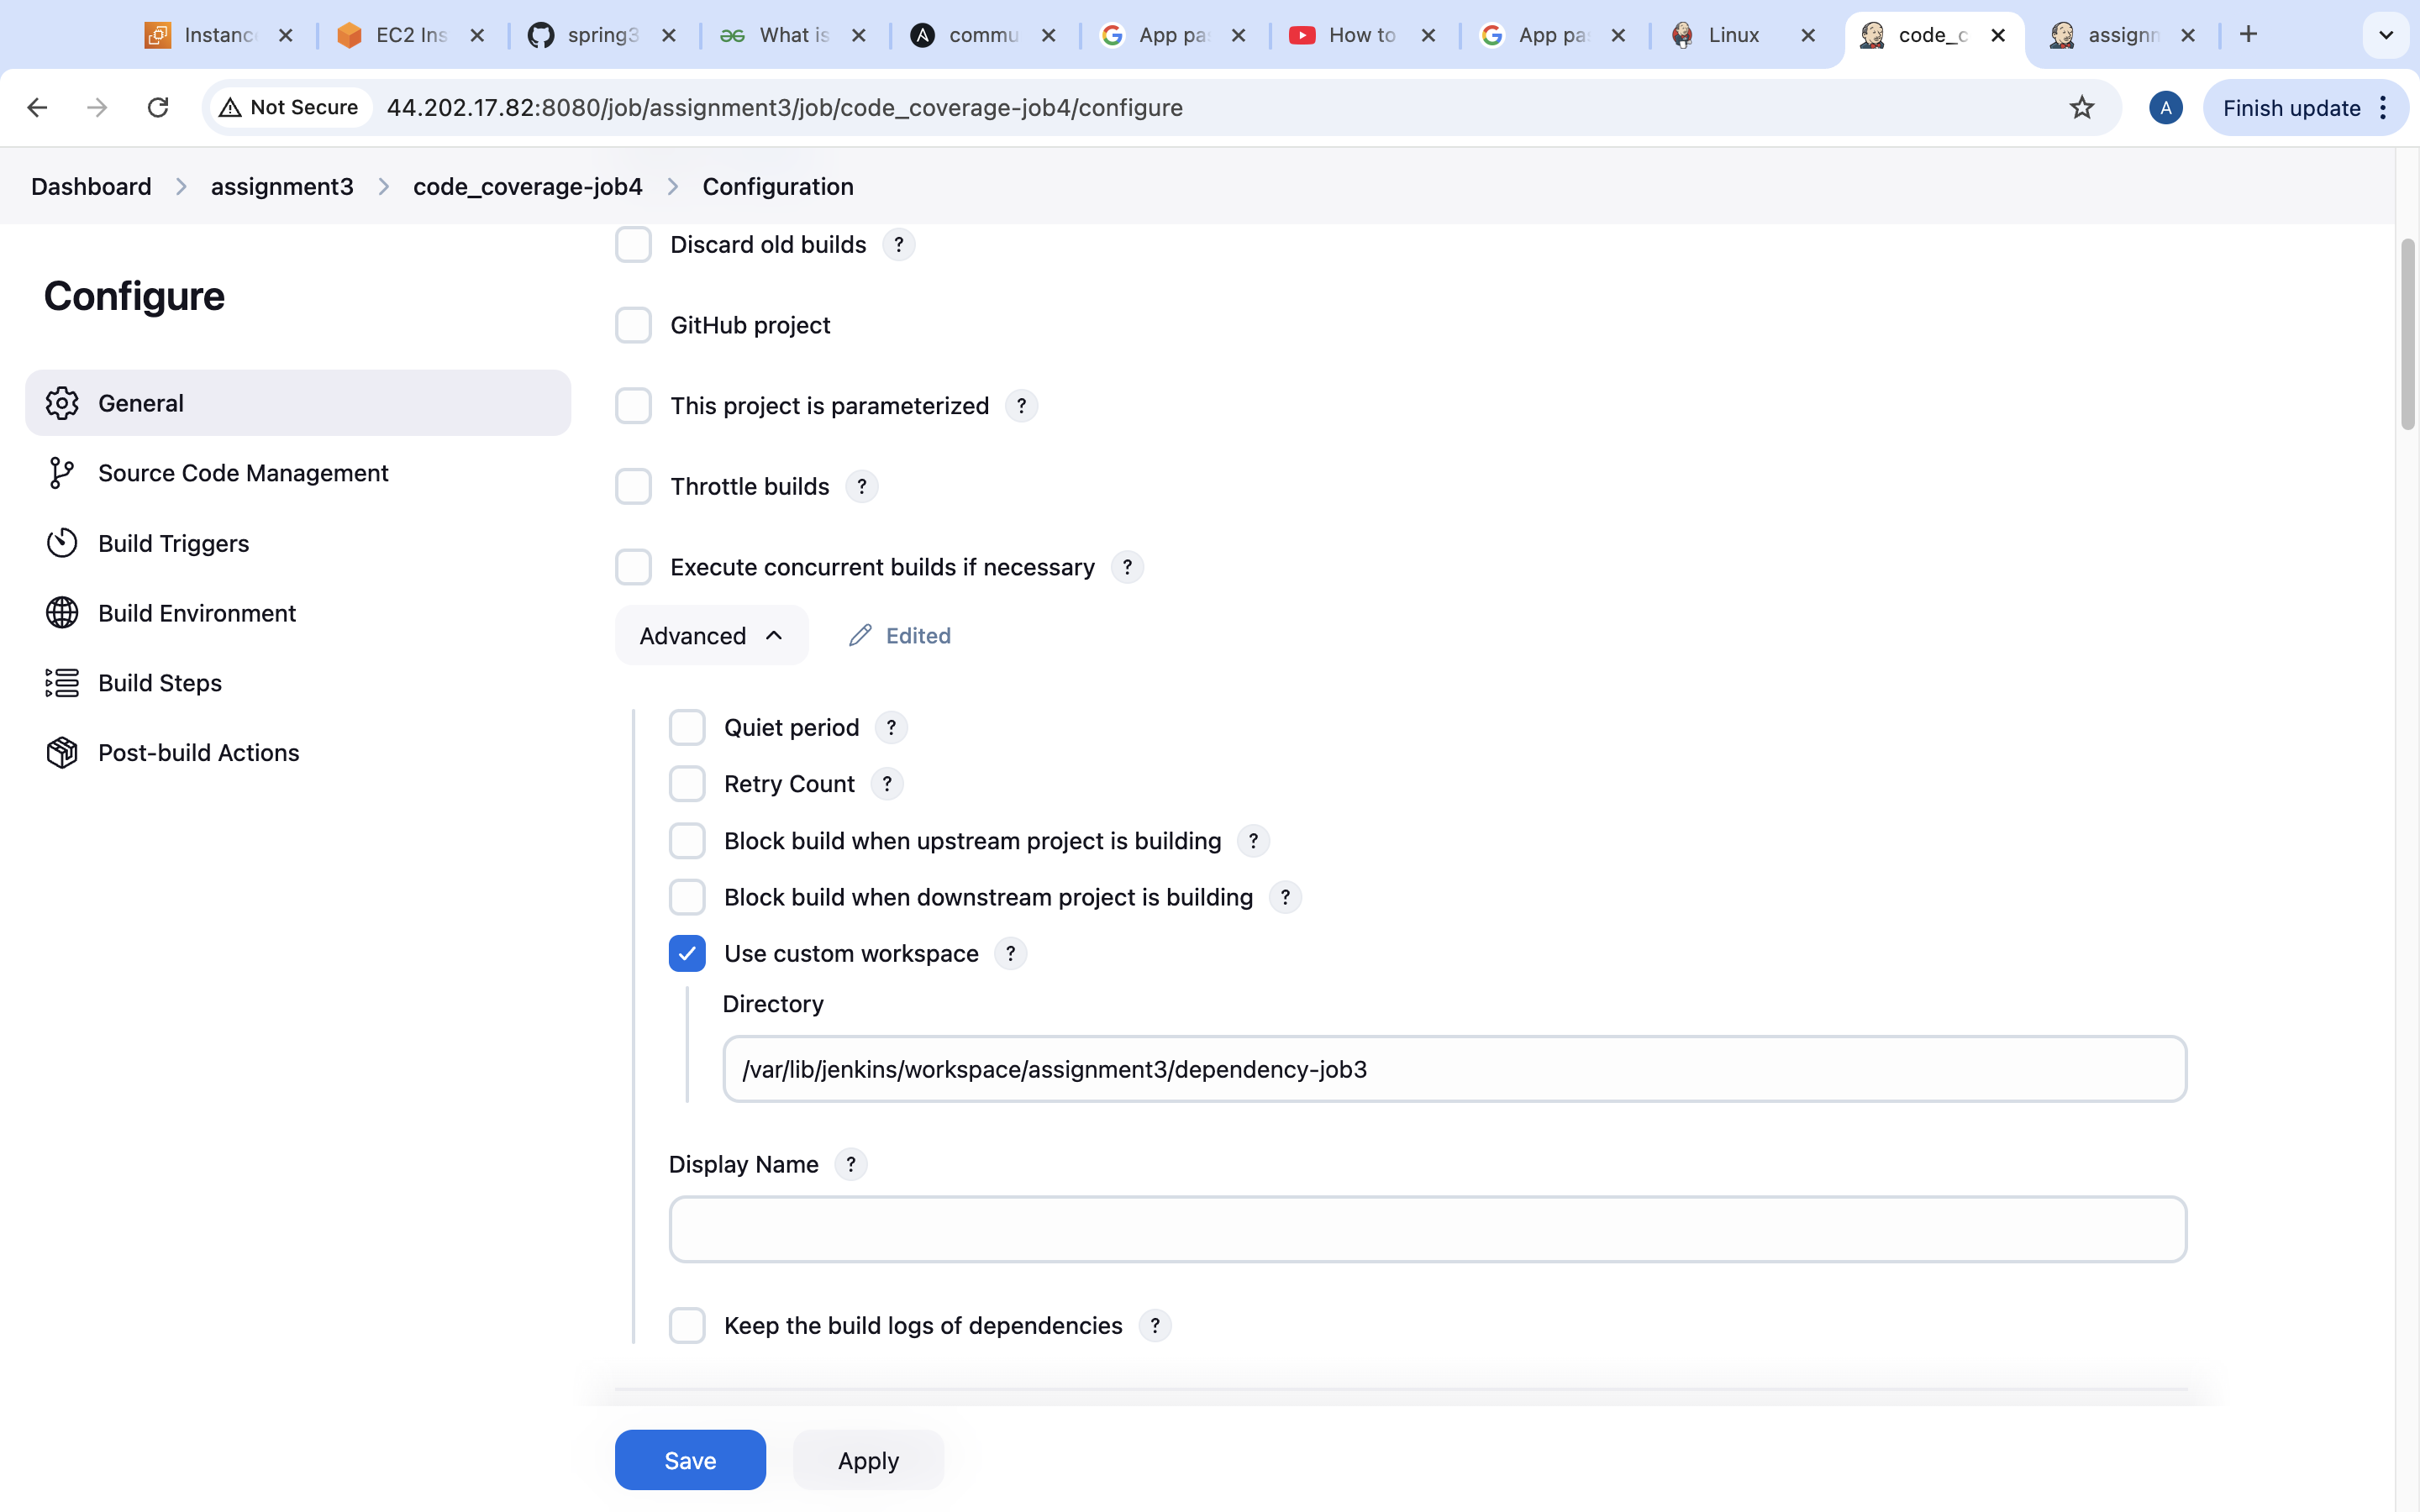 Instanc
EC2 Ins
spring3
What is
commu
App pa
How to
App pa
Linux
code_c
assignn
Not Secure
44.202.17.82:8080/job/assignment3/job/code_coverage-job4/configure
A
Finish update
Dashboard > assignment3 > code_coverage-job4 > Configuration
Configure
General
Source Code Management
Build Triggers
Build Environment
Build Steps
Post-build Actions
Discard old builds ?
GitHub project
This project is parameterized ?
Throttle builds ?
Execute concurrent builds if necessary ?
Advanced
Edited
Quiet period ?
Retry Count ?
Block build when upstream project is building ?
Block build when downstream project is building ?
Use custom workspace ?
Directory
/var/lib/jenkins/workspace/assignment3/dependency-job3
Display Name ?
Keep the build logs of dependencies ?
Save
Apply